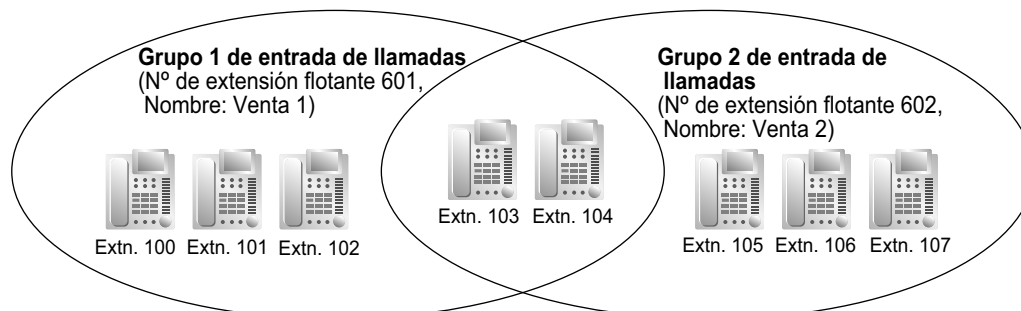 Grupo 1 de entrada de llamadas
(Nº de extensión flotante 601,
Nombre: Venta 1)
Grupo 2 de entrada de
llamadas
(Nº de extensión flotante 602,
Nombre: Venta 2)
Extn. 100 Extn. 101 Extn. 102
Extn. 103 Extn. 104
Extn. 105 Extn. 106 Extn. 107